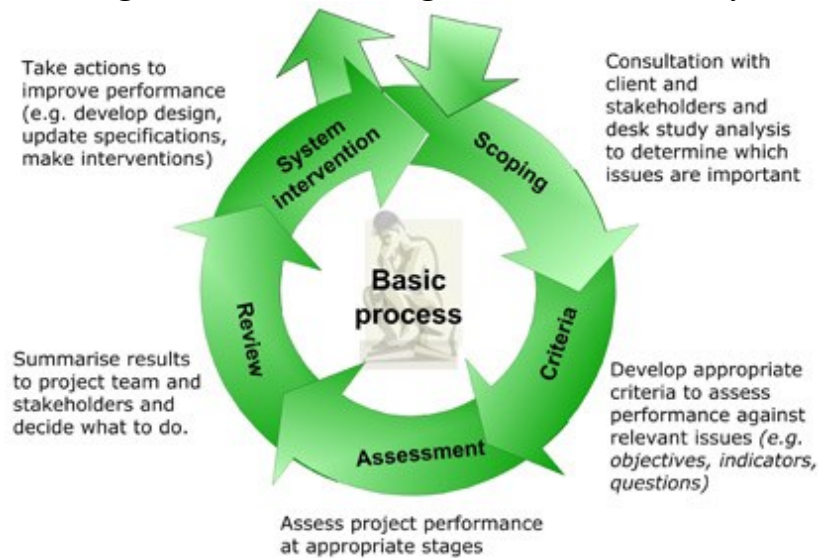 Take actions to
improve performance
(e.g. develop design,
update specifications,
make interventions)
Consultation with
client and
stakeholders and
desk study analysis
to determine which
issues are important
System
intervention
Scoping
Basic
process
Review
Criteria
Assessment
Summarise results
to project team and
stakeholders and
decide what to do.
Develop appropriate
criteria to assess
performance against
relevant issues (e.g.
objectives, indicators,
questions)
Assess project performance
at appropriate stages